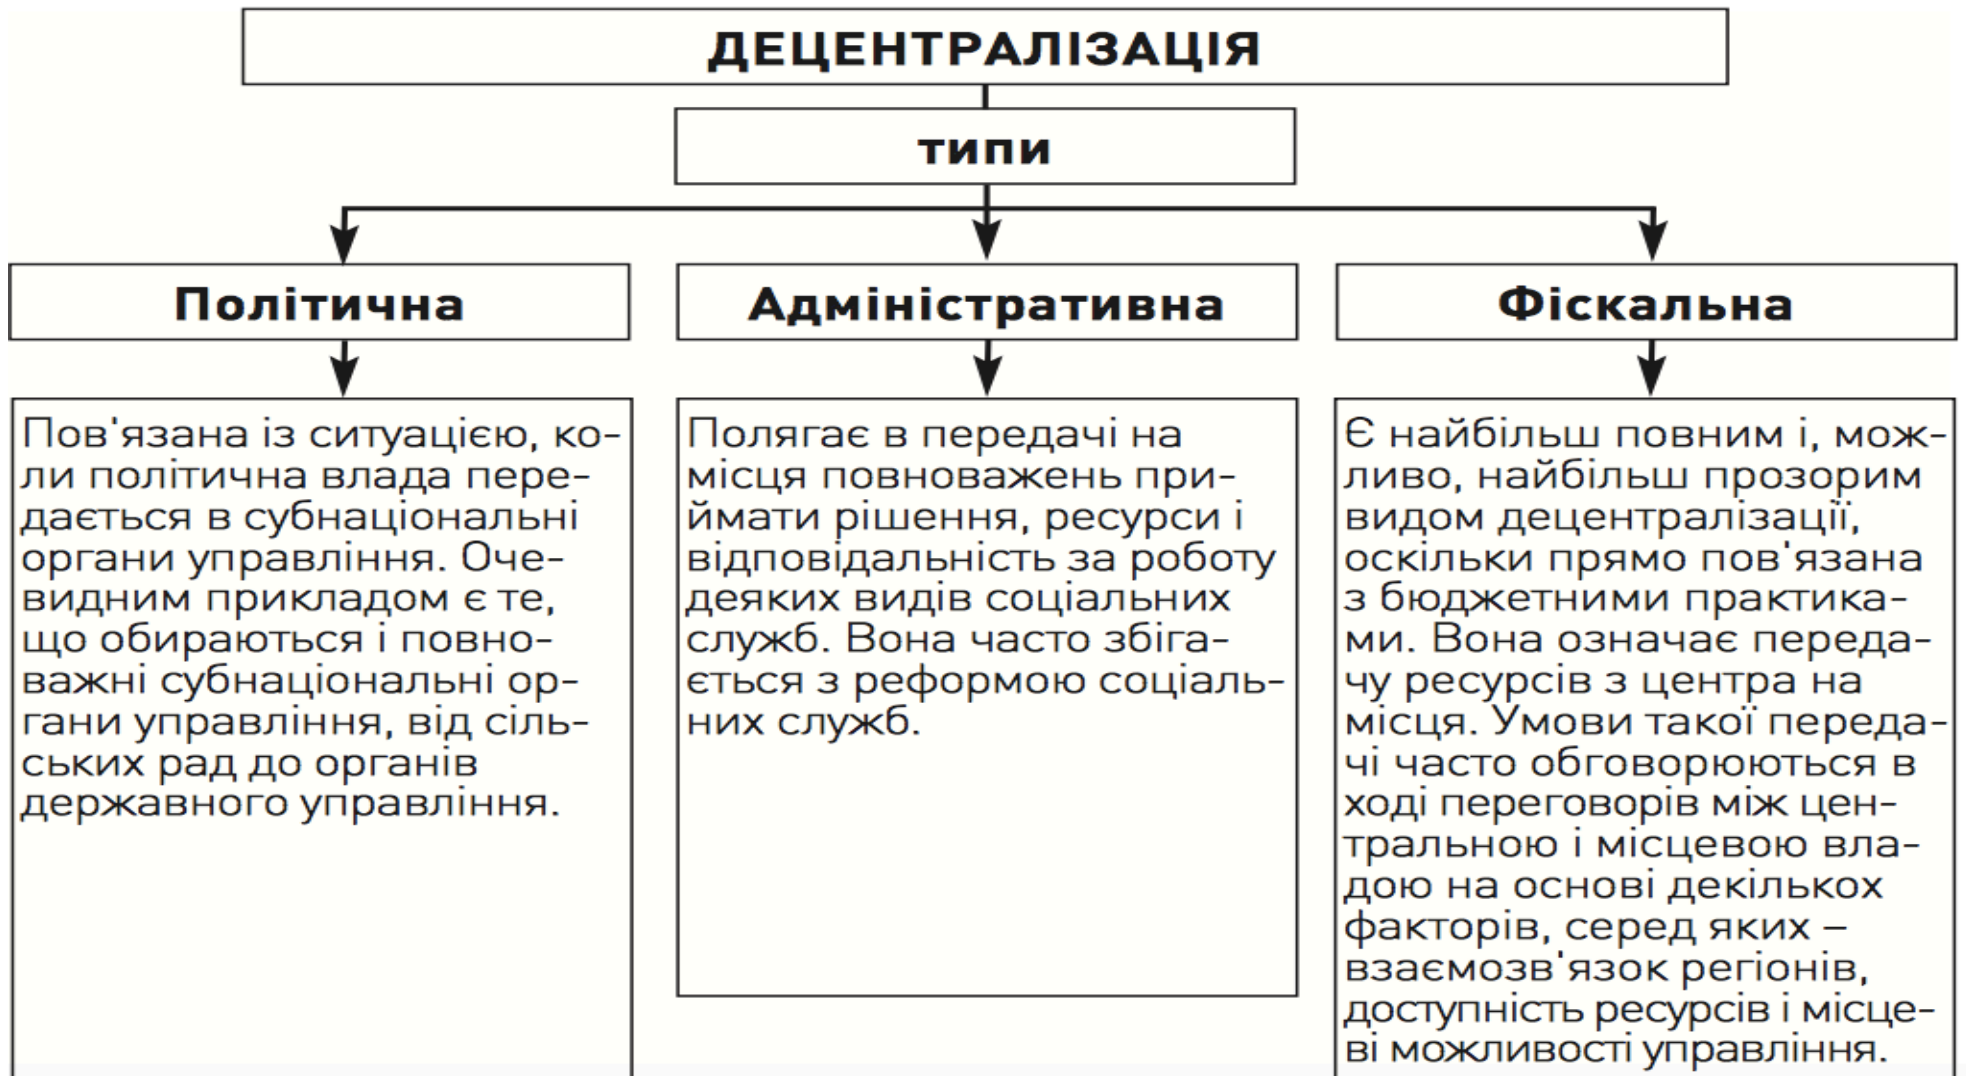 ДЕЦЕНТРАЛІЗАЦІЯ
типи
Політична
Пов'язана із ситуацією, ко-
ли політична влада пере-
дається в субнаціональні
органи управління. Оче-
видним прикладом є те,
що обираються і повно-
важні субнаціональні ор-
гани управління, від сіль-
ських рад до органів
державного управління.
Адміністративна
Полягає в передачі на
місця повноважень при-
ймати рішення, ресурси і
відповідальність за роботу
деяких видів соціальних
служб. Вона часто збіга-
ється з реформою соціаль-
них служб.
Фіскальна
Є найбільш повним і, мож-
ливо, найбільш прозорим
видом децентралізації,
оскільки прямо пов'язана
з бюджетними практика-
ми. Вона означає переда-
чу ресурсів з центра на
місця. Умови такої переда-
чі часто обговорюються в
ході переговорів між цен-
тральною і місцевою вла-
дою на основі декількох
факторів, серед яких –
взаємозв'язок регіонів,
доступність ресурсів і місце-
ві можливості управління.